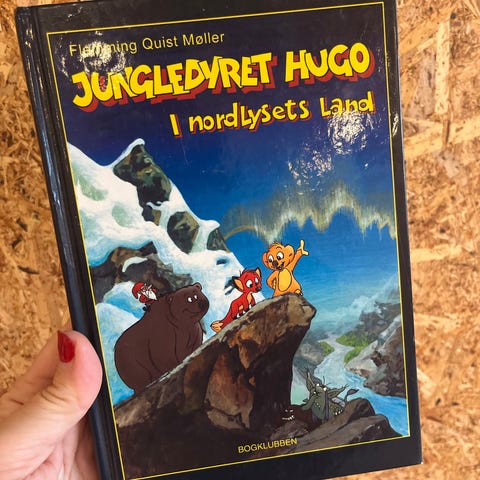 Flemming Quist Møller
JUNGLEDYRET HUGO
I nordlysets Land
BOGKLUBBEN